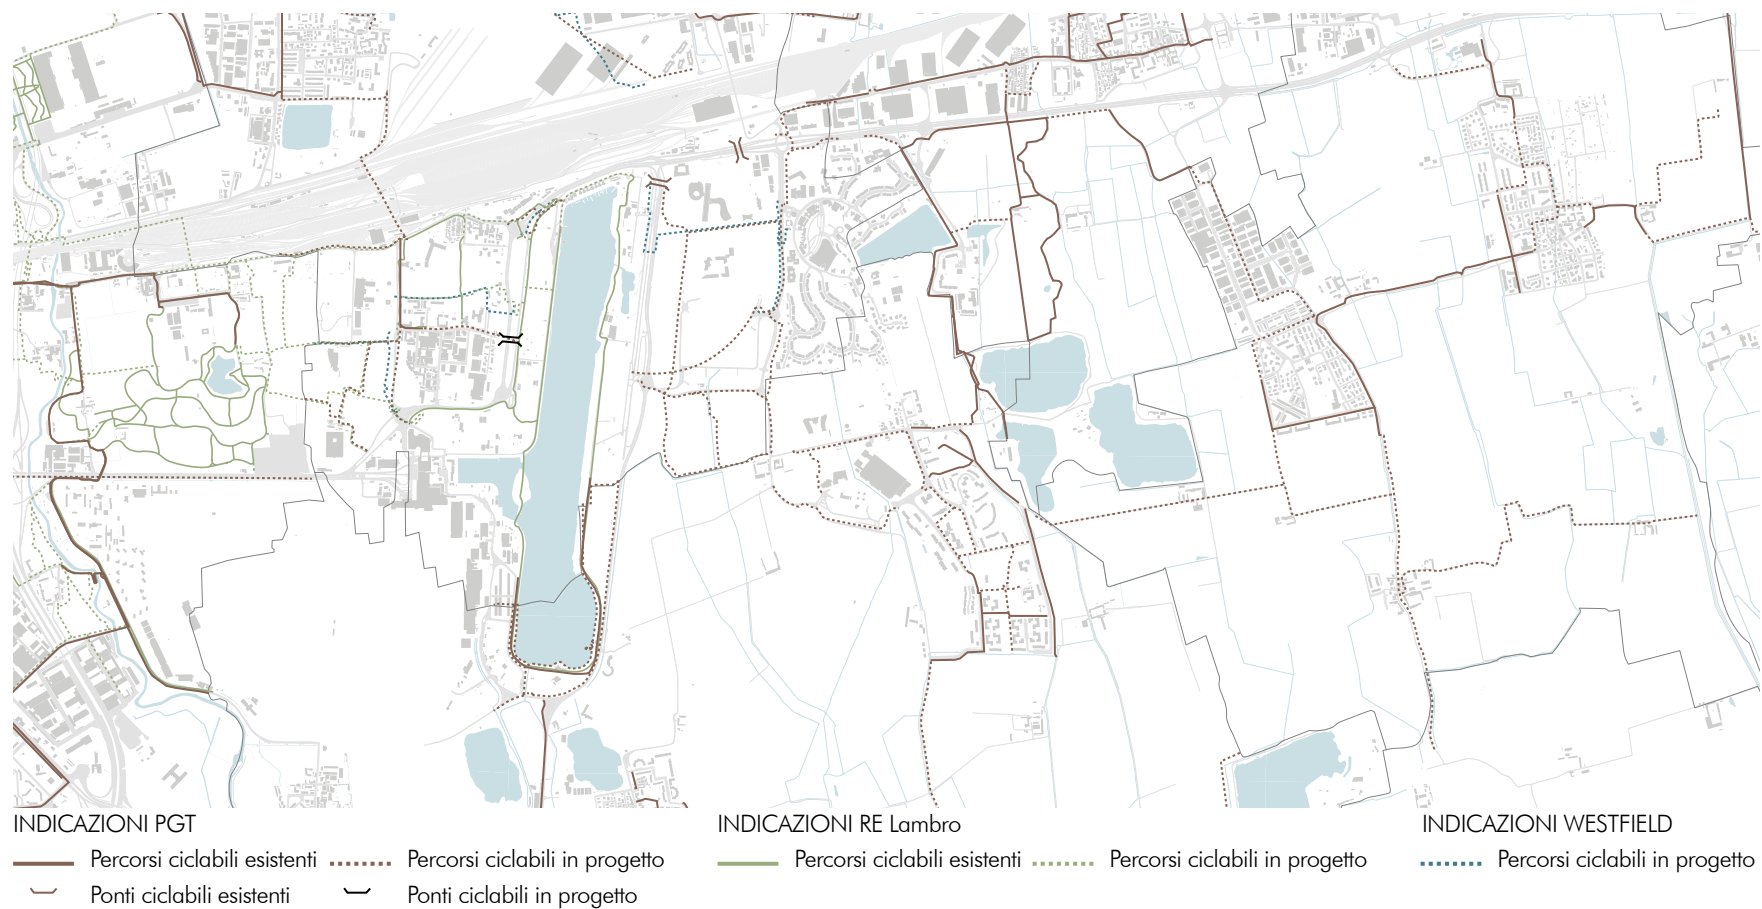 INDICAZIONI PGT
Percorsi ciclabili esistenti Percorsi ciclabili in progetto
Ponti ciclabili esistenti Ponti ciclabili in progetto
INDICAZIONI RE Lambro
Percorsi ciclabili esistenti Percorsi ciclabili in progetto
INDICAZIONI WESTFIELD
Percorsi ciclabili in progetto